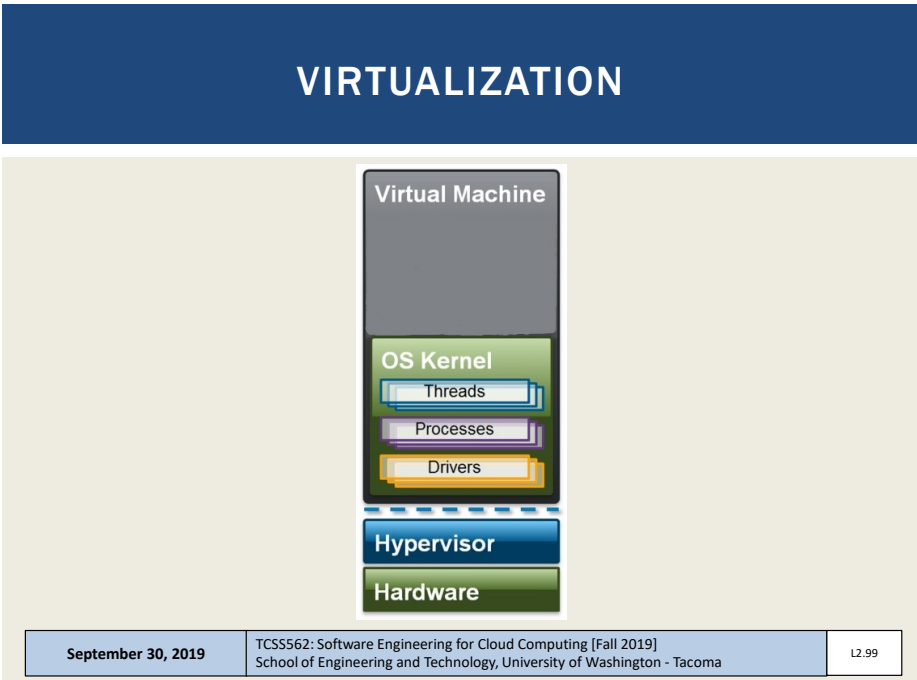 VIRTUALIZATION
Virtual Machine
OS Kernel
Threads
Processes
Drivers
Hypervisor
Hardware
September 30, 2019
TCSS562: Software Engineering for Cloud Computing [Fall 2019]
School of Engineering and Technology, University of Washington - Tacoma
L2.99